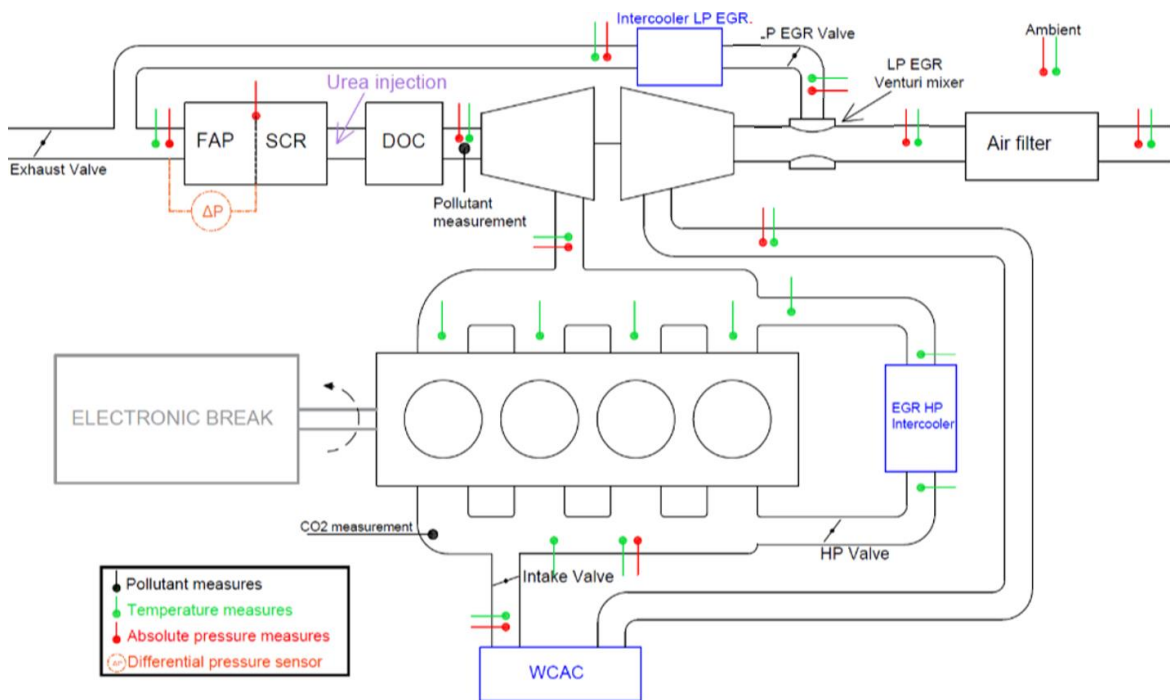 Intercooler LP EGR.
LP EGR Valve
Ambient
LP EGR
Venturi mixer
Urea injection
FAP
SCR
DOC
Air filter
Exhaust Valve
ΔP
Pollutant
measurement
ELECTRONIC BREAK
EGR HP
Intercooler
CO2 measurement
HP Valve
Intake Valve
WCAC
Pollutant measures
Temperature measures
Absolute pressure measures
ΔP Differential pressure sensor